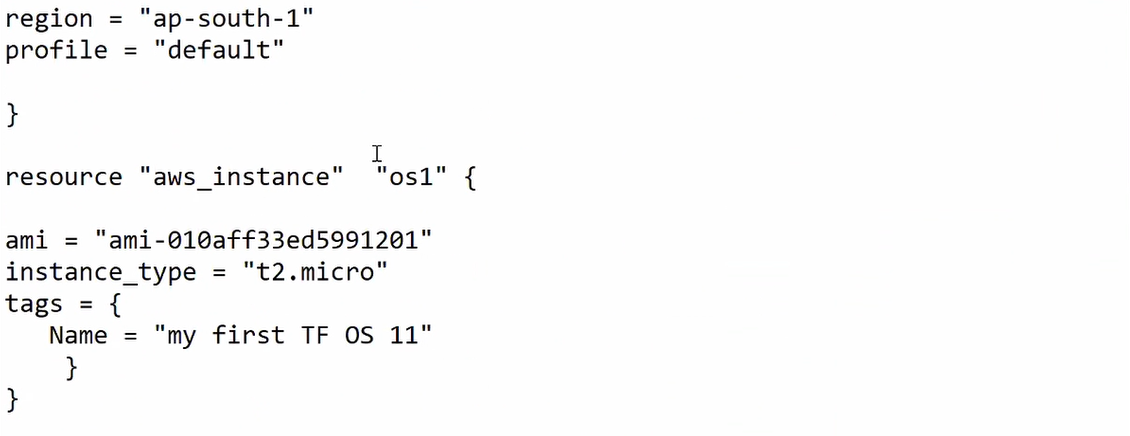 region = "ap-south-1"
profile = "default"
}
resource "aws_instance"  "os1" {
ami = "ami-010aff33ed5991201"
instance_type = "t2.micro"
tags = {
   Name = "my first TF OS 11"
    }
}